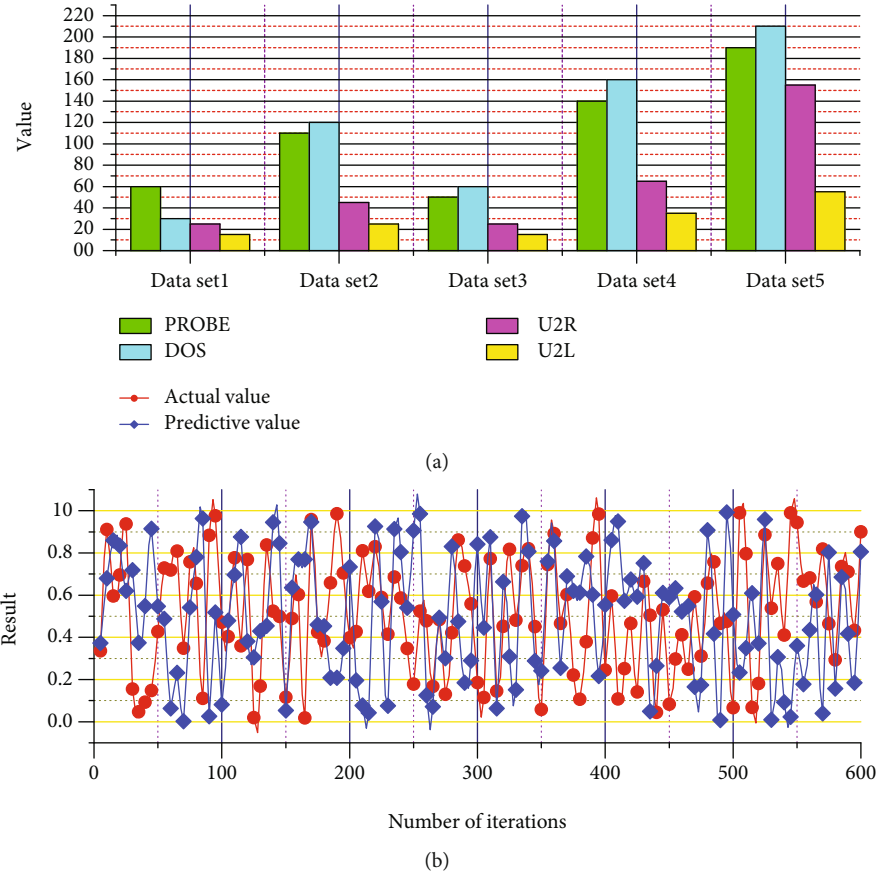 220
200
180
160
140
120
100
80
60
40
20
00
Value
Data set1 Data set2 Data set3 Data set4 Data set5
PROBE U2R
DOS U2L
Actual value
Predictive value
(a)
10
0.8
0.6
0.4
0.2
0.0
Result
0 100 200 300 400 500 600
Number of iterations
(b)